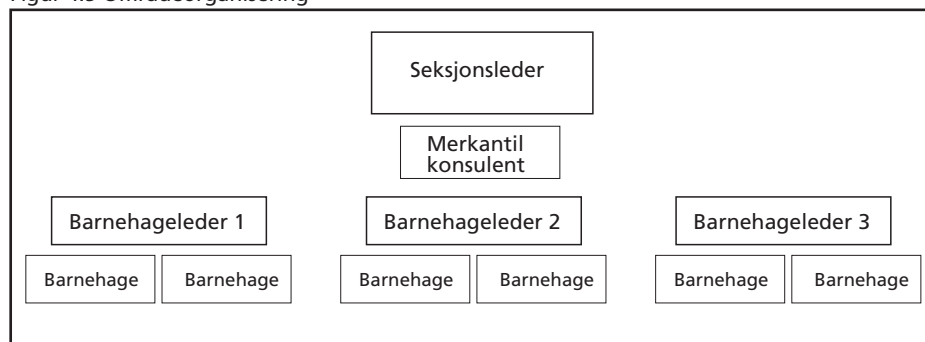 Seksjonsleder
Merkantil
konsulent
Barnehageleder 1
Barnehageleder 2
Barnehageleder 3
Barnehage
Barnehage
Barnehage
Barnehage
Barnehage
Barnehage